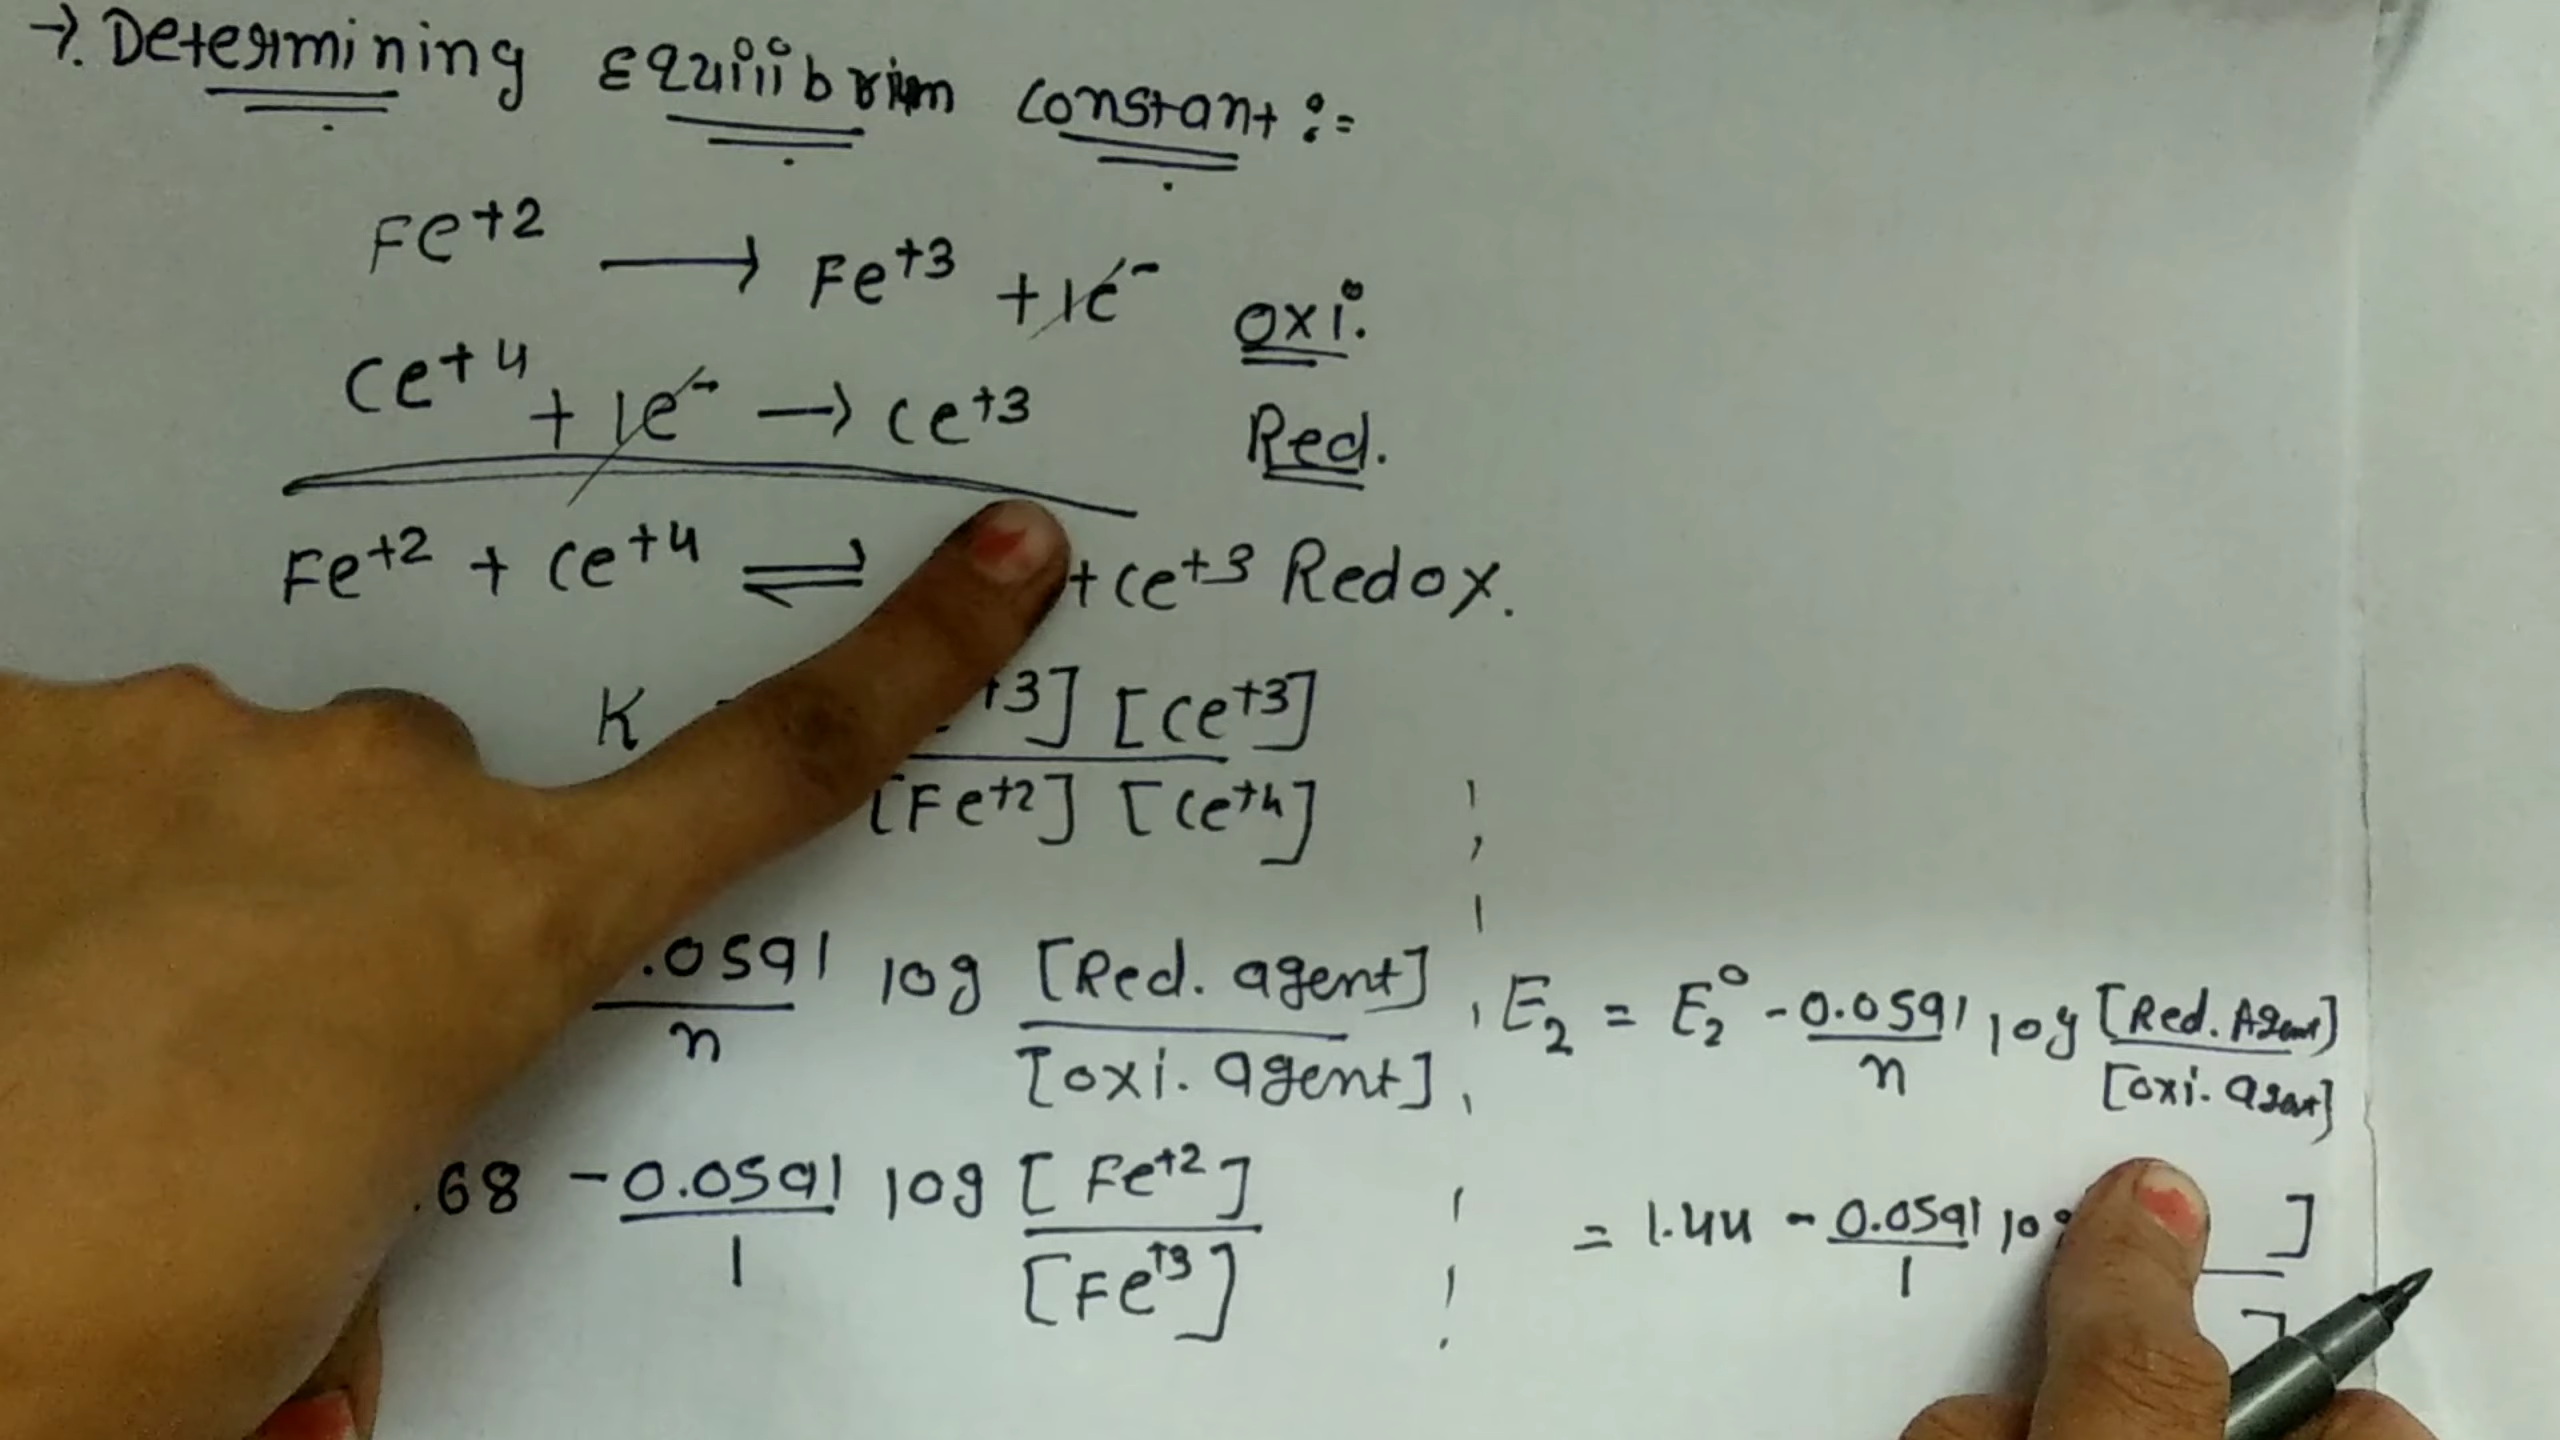 →. Determining Equilibrium constant :=
Fe+2 → Fe+3 + 1e- oxi.
Ce+4 + 1e- → Ce+3 Red.
Fe+2 + Ce+4 ⇌ + Ce+3 Redox.
K +3] [Ce+3]
[Fe+2] [Ce+4]
.0591 log [Red. agent]
n [oxi. agent]
E2 = E2° - 0.0591 log [Red. Agent]
n [oxi. agent]
.68 - 0.0591 log [Fe+2]
1 [Fe+3]
= 1.44 - 0.0591 log ]
1 ]